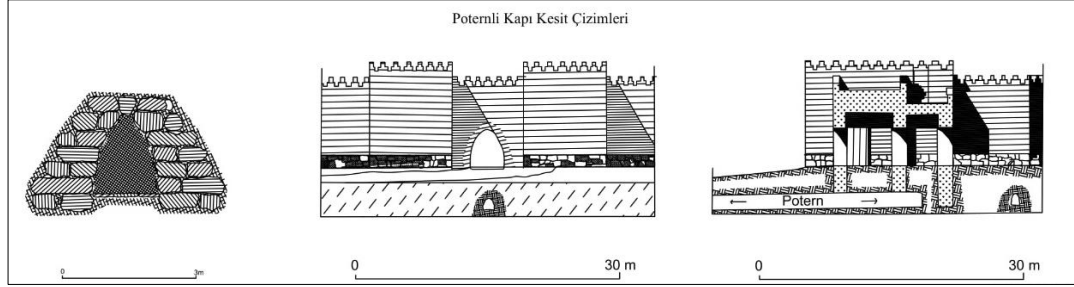 Poternli Kapı Kesit Çizimleri
← Potern →
0 3m
0 30 m
0 30 m